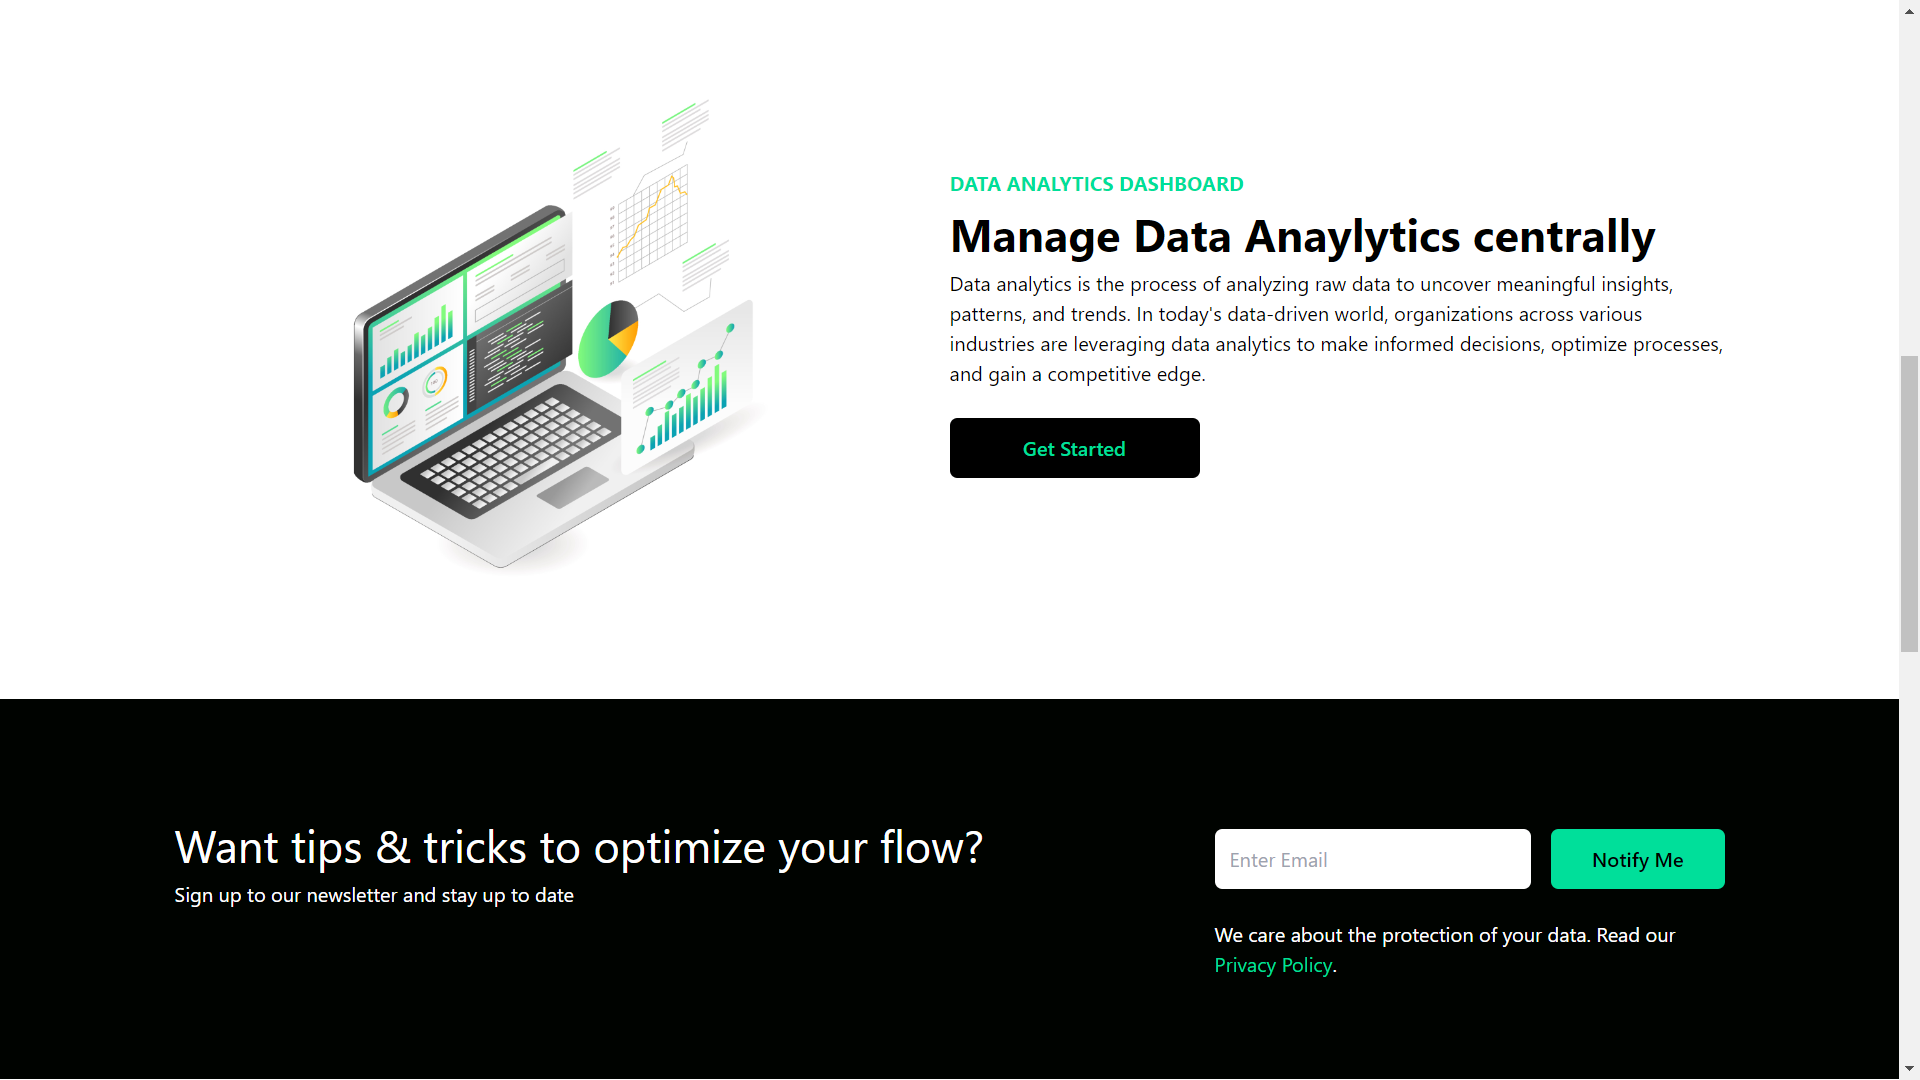 DATA ANALYTICS DASHBOARD
Manage Data Anaylytics centrally
Data analytics is the process of analyzing raw data to uncover meaningful insights,
patterns, and trends. In today's data-driven world, organizations across various
industries are leveraging data analytics to make informed decisions, optimize processes,
and gain a competitive edge.
Get Started
Want tips & tricks to optimize your flow?
Sign up to our newsletter and stay up to date
Enter Email
Notify Me
We care about the protection of your data. Read our
Privacy Policy.